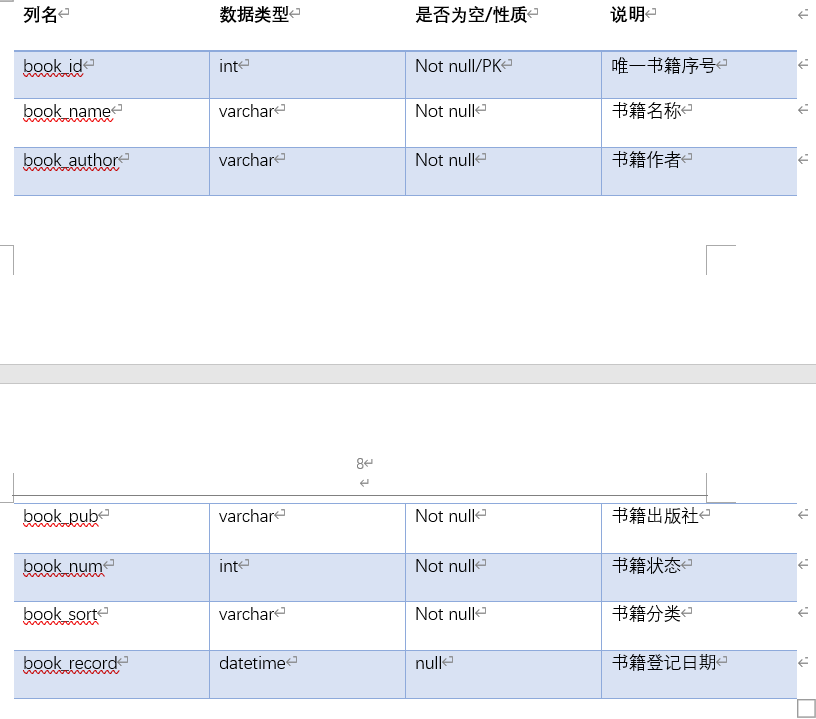 列名 数据类型 是否为空/性质 说明
book_id int Not null/PK 唯一书籍序号
book_name varchar Not null 书籍名称
book_author varchar Not null 书籍作者
8
book_pub varchar Not null 书籍出版社
book_num int Not null 书籍状态
book_sort varchar Not null 书籍分类
book_record datetime null 书籍登记日期